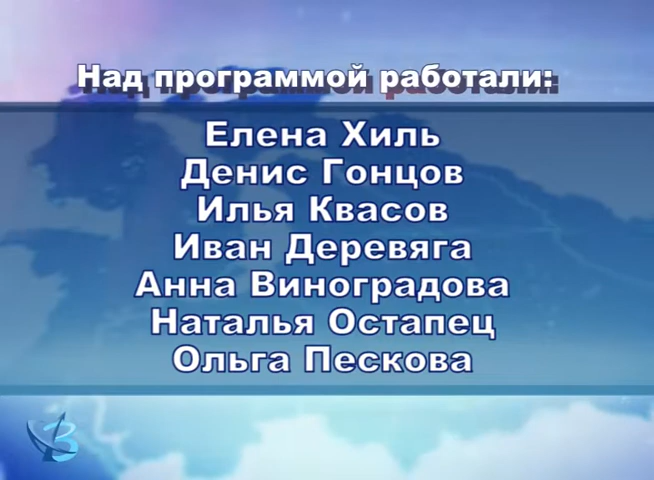 Над программой работали:
Елена Хиль
Денис Гонцов
Илья Квасов
Иван Деревяга
Анна Виноградова
Наталья Остапец
Ольга Пескова
В